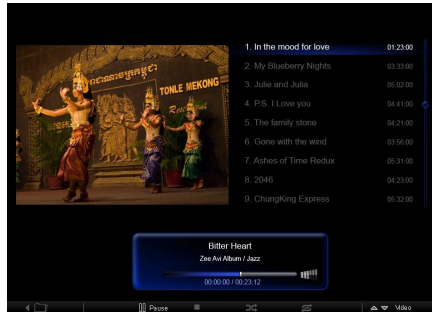 TONLE MEKONG
1. In the mood for love 01:23:00
2. My Blueberry Nights 03:33:00
3. Julie and Julia 05:02:00
4. P.S. I Love you 04:41:00
5. The family stone 04:21:00
6. Gone with the wind 03:56:00
7. Ashes of Time Redux 05:31:00
8. 2046 04:23:00
9. ChungKing Express 05:32:00
Bitter Heart
Zee Avi Album / Jazz
00:00:00 / 00:23:12
Pause
Video